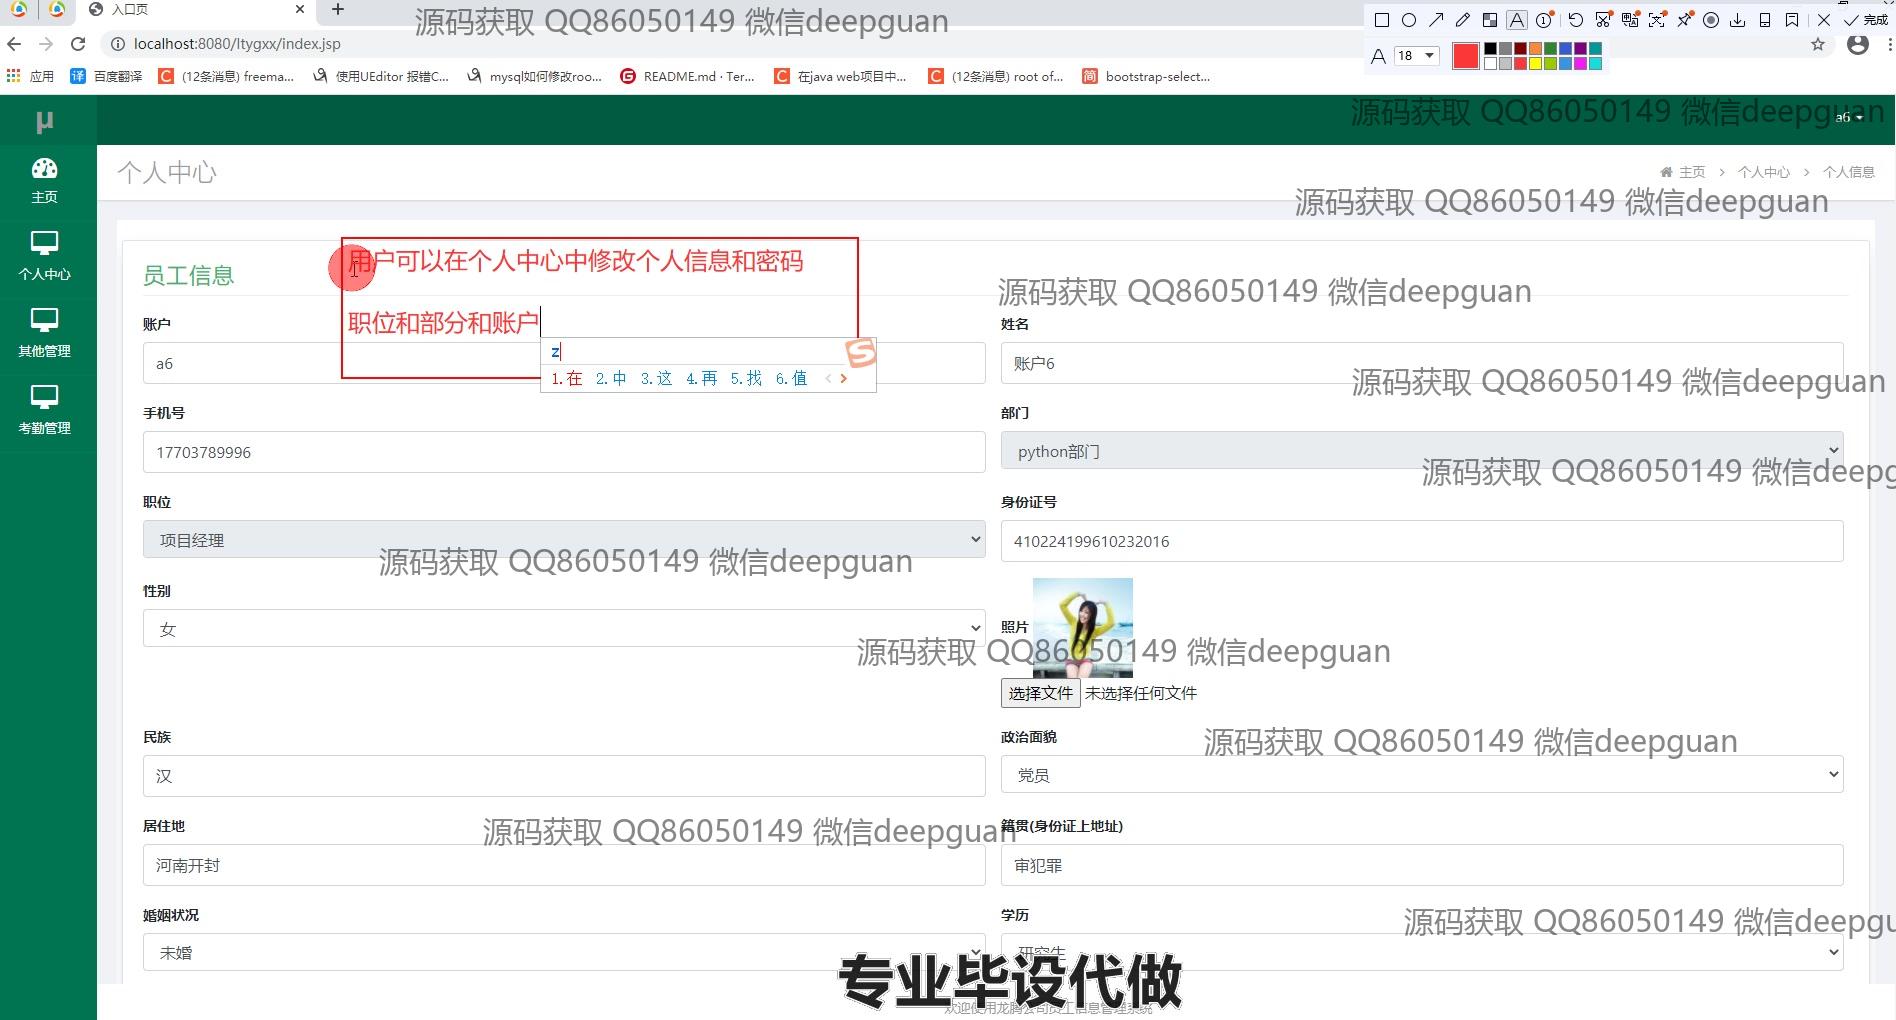 入口页
源码获取 QQ86050149 微信deepguan
完成
localhost:8080/ltygxx/index.jsp
A 18
应用 百度翻译 (12条消息) freema... 使用UEditor 报错C... mysql如何修改roo... README.md · Ter... 在java web项目中... (12条消息) root of... bootstrap-select...
μ
源码获取 QQ86050149 微信deepguan
a6
个人中心
主页 > 个人中心 > 个人信息
主页
源码获取 QQ86050149 微信deepguan
个人中心
其他管理
考勤管理
员工信息
用户可以在个人中心中修改个人信息和密码
源码获取 QQ86050149 微信deepguan
职位和部分和账户
z
1.在 2.中 3.这 4.再 5.找 6.值
账户
a6
姓名
账户6
源码获取 QQ86050149 微信deepguan
手机号
17703789996
部门
python部门
源码获取 QQ86050149 微信deepg
职位
项目经理
身份证号
410224199610232016
源码获取 QQ86050149 微信deepguan
性别
女
照片
源码获取 QQ86050149 微信deepguan
选择文件 未选择任何文件
民族
汉
政治面貌
党员
源码获取 QQ86050149 微信deepguan
居住地
河南开封
源码获取 QQ86050149 微信deepguan
籍贯(身份证上地址)
审犯罪
婚姻状况
未婚
学历
研究生
源码获取 QQ86050149 微信deepgu
专业毕设代做
欢迎使用龙腾公司员工信息管理系统